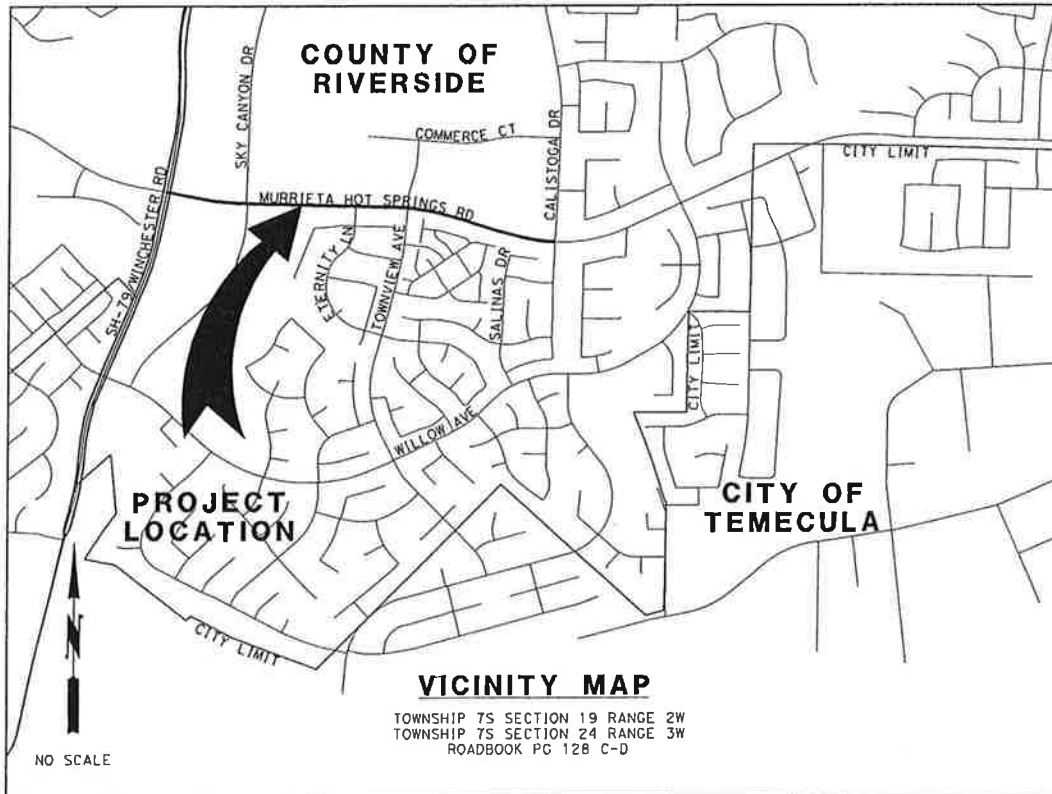 COUNTY OF
RIVERSIDE
SKY CANYON DR
COMMERCE CT
CALISTOGA DR
CITY LIMIT
SH-79/WINCHESTER RD
MURRIETA HOT SPRINGS RD
ETERNITY LN
TOWNVIEW AVE
SALINAS DR
CITY LIMIT
WILLOW AVE
PROJECT
LOCATION
CITY OF
TEMECULA
N
CITY LIMIT
VICINITY MAP
TOWNSHIP 7S SECTION 19 RANGE 2W
TOWNSHIP 7S SECTION 24 RANGE 3W
ROADBOOK PG 128 C-D
NO SCALE